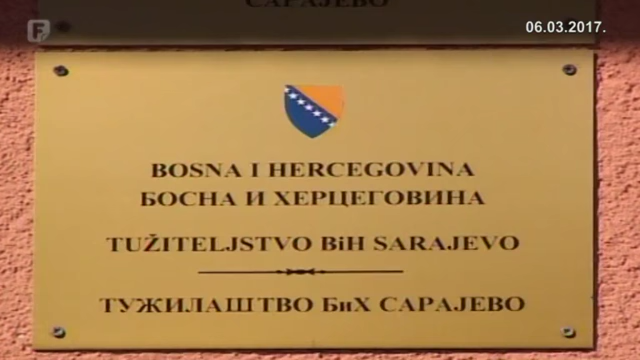 САРАЈЕВО
06.03.2017.
BOSNA I HERCEGOVINA
БОСНА И ХЕРЦЕГОВИНА
TUŽITELJSTVO BiH SARAJEVO
ТУЖИЛАШТВО БиХ САРАЈЕВО